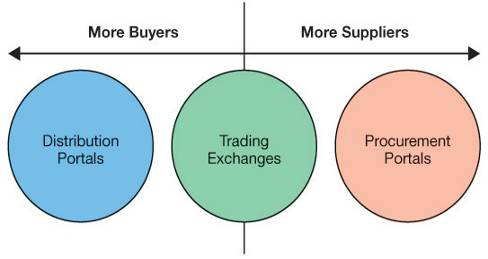 More Buyers
More Suppliers
Distribution
Portals
Trading
Exchanges
Procurement
Portals